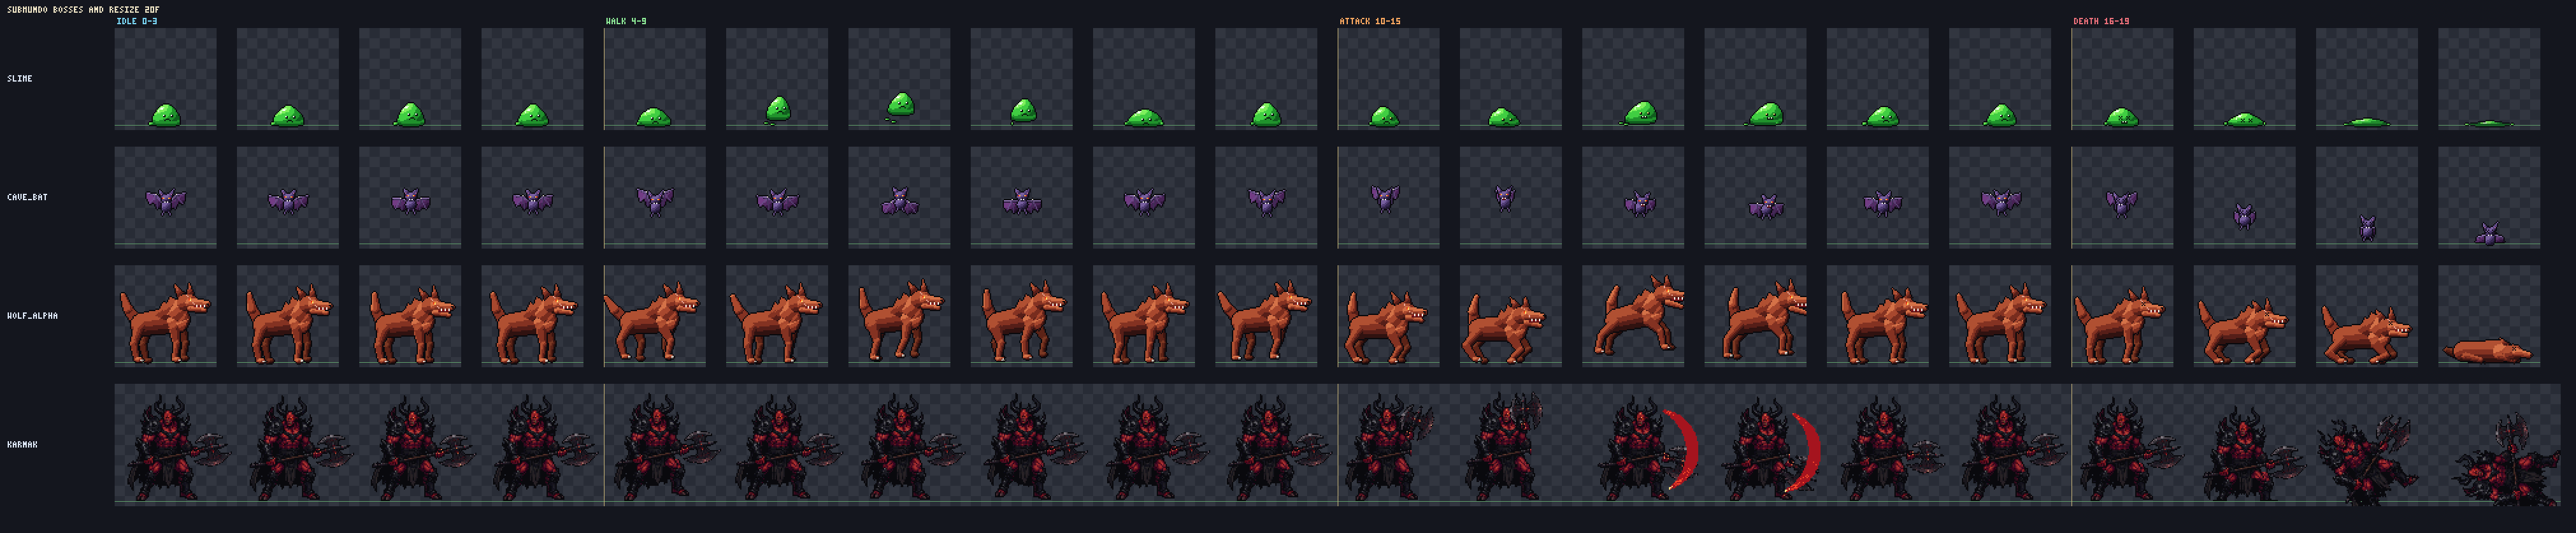 SUBMUNDO BOSSES AND RESIZE 20F
IDLE 0-3 WALK 4-9 ATTACK 10-15 DEATH 16-19
SLIME
CAVE_BAT
WOLF_ALPHA
KARMAK